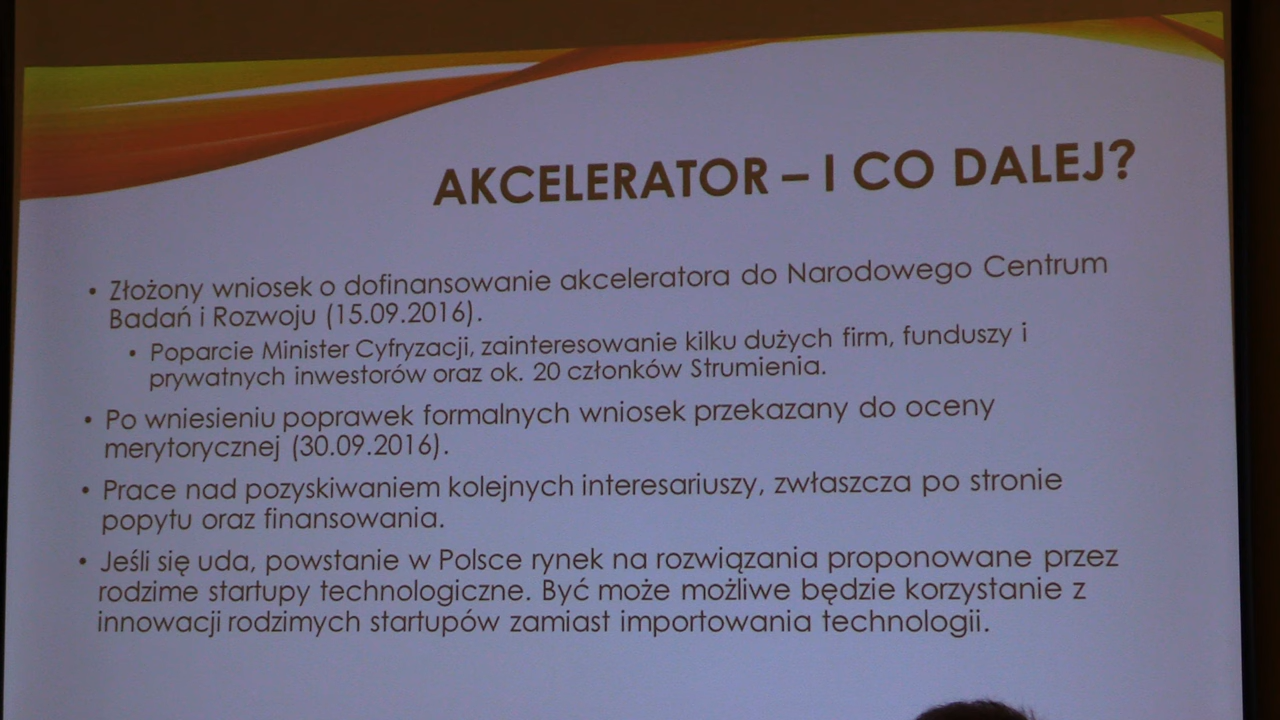 AKCELERATOR – I CO DALEJ?
• Złożony wniosek o dofinansowanie akceleratora do Narodowego Centrum
Badań i Rozwoju (15.09.2016).
• Poparcie Minister Cyfryzacji, zainteresowanie kilku dużych firm, funduszy i
prywatnych inwestorów oraz ok. 20 członków Strumienia.
• Po wniesieniu poprawek formalnych wniosek przekazany do oceny
merytorycznej (30.09.2016).
• Prace nad pozyskiwaniem kolejnych interesariuszy, zwłaszcza po stronie
popytu oraz finansowania.
• Jeśli się uda, powstanie w Polsce rynek na rozwiązania proponowane przez
rodzime startupy technologiczne. Być może możliwe będzie korzystanie z
innowacji rodzimych startupów zamiast importowania technologii.